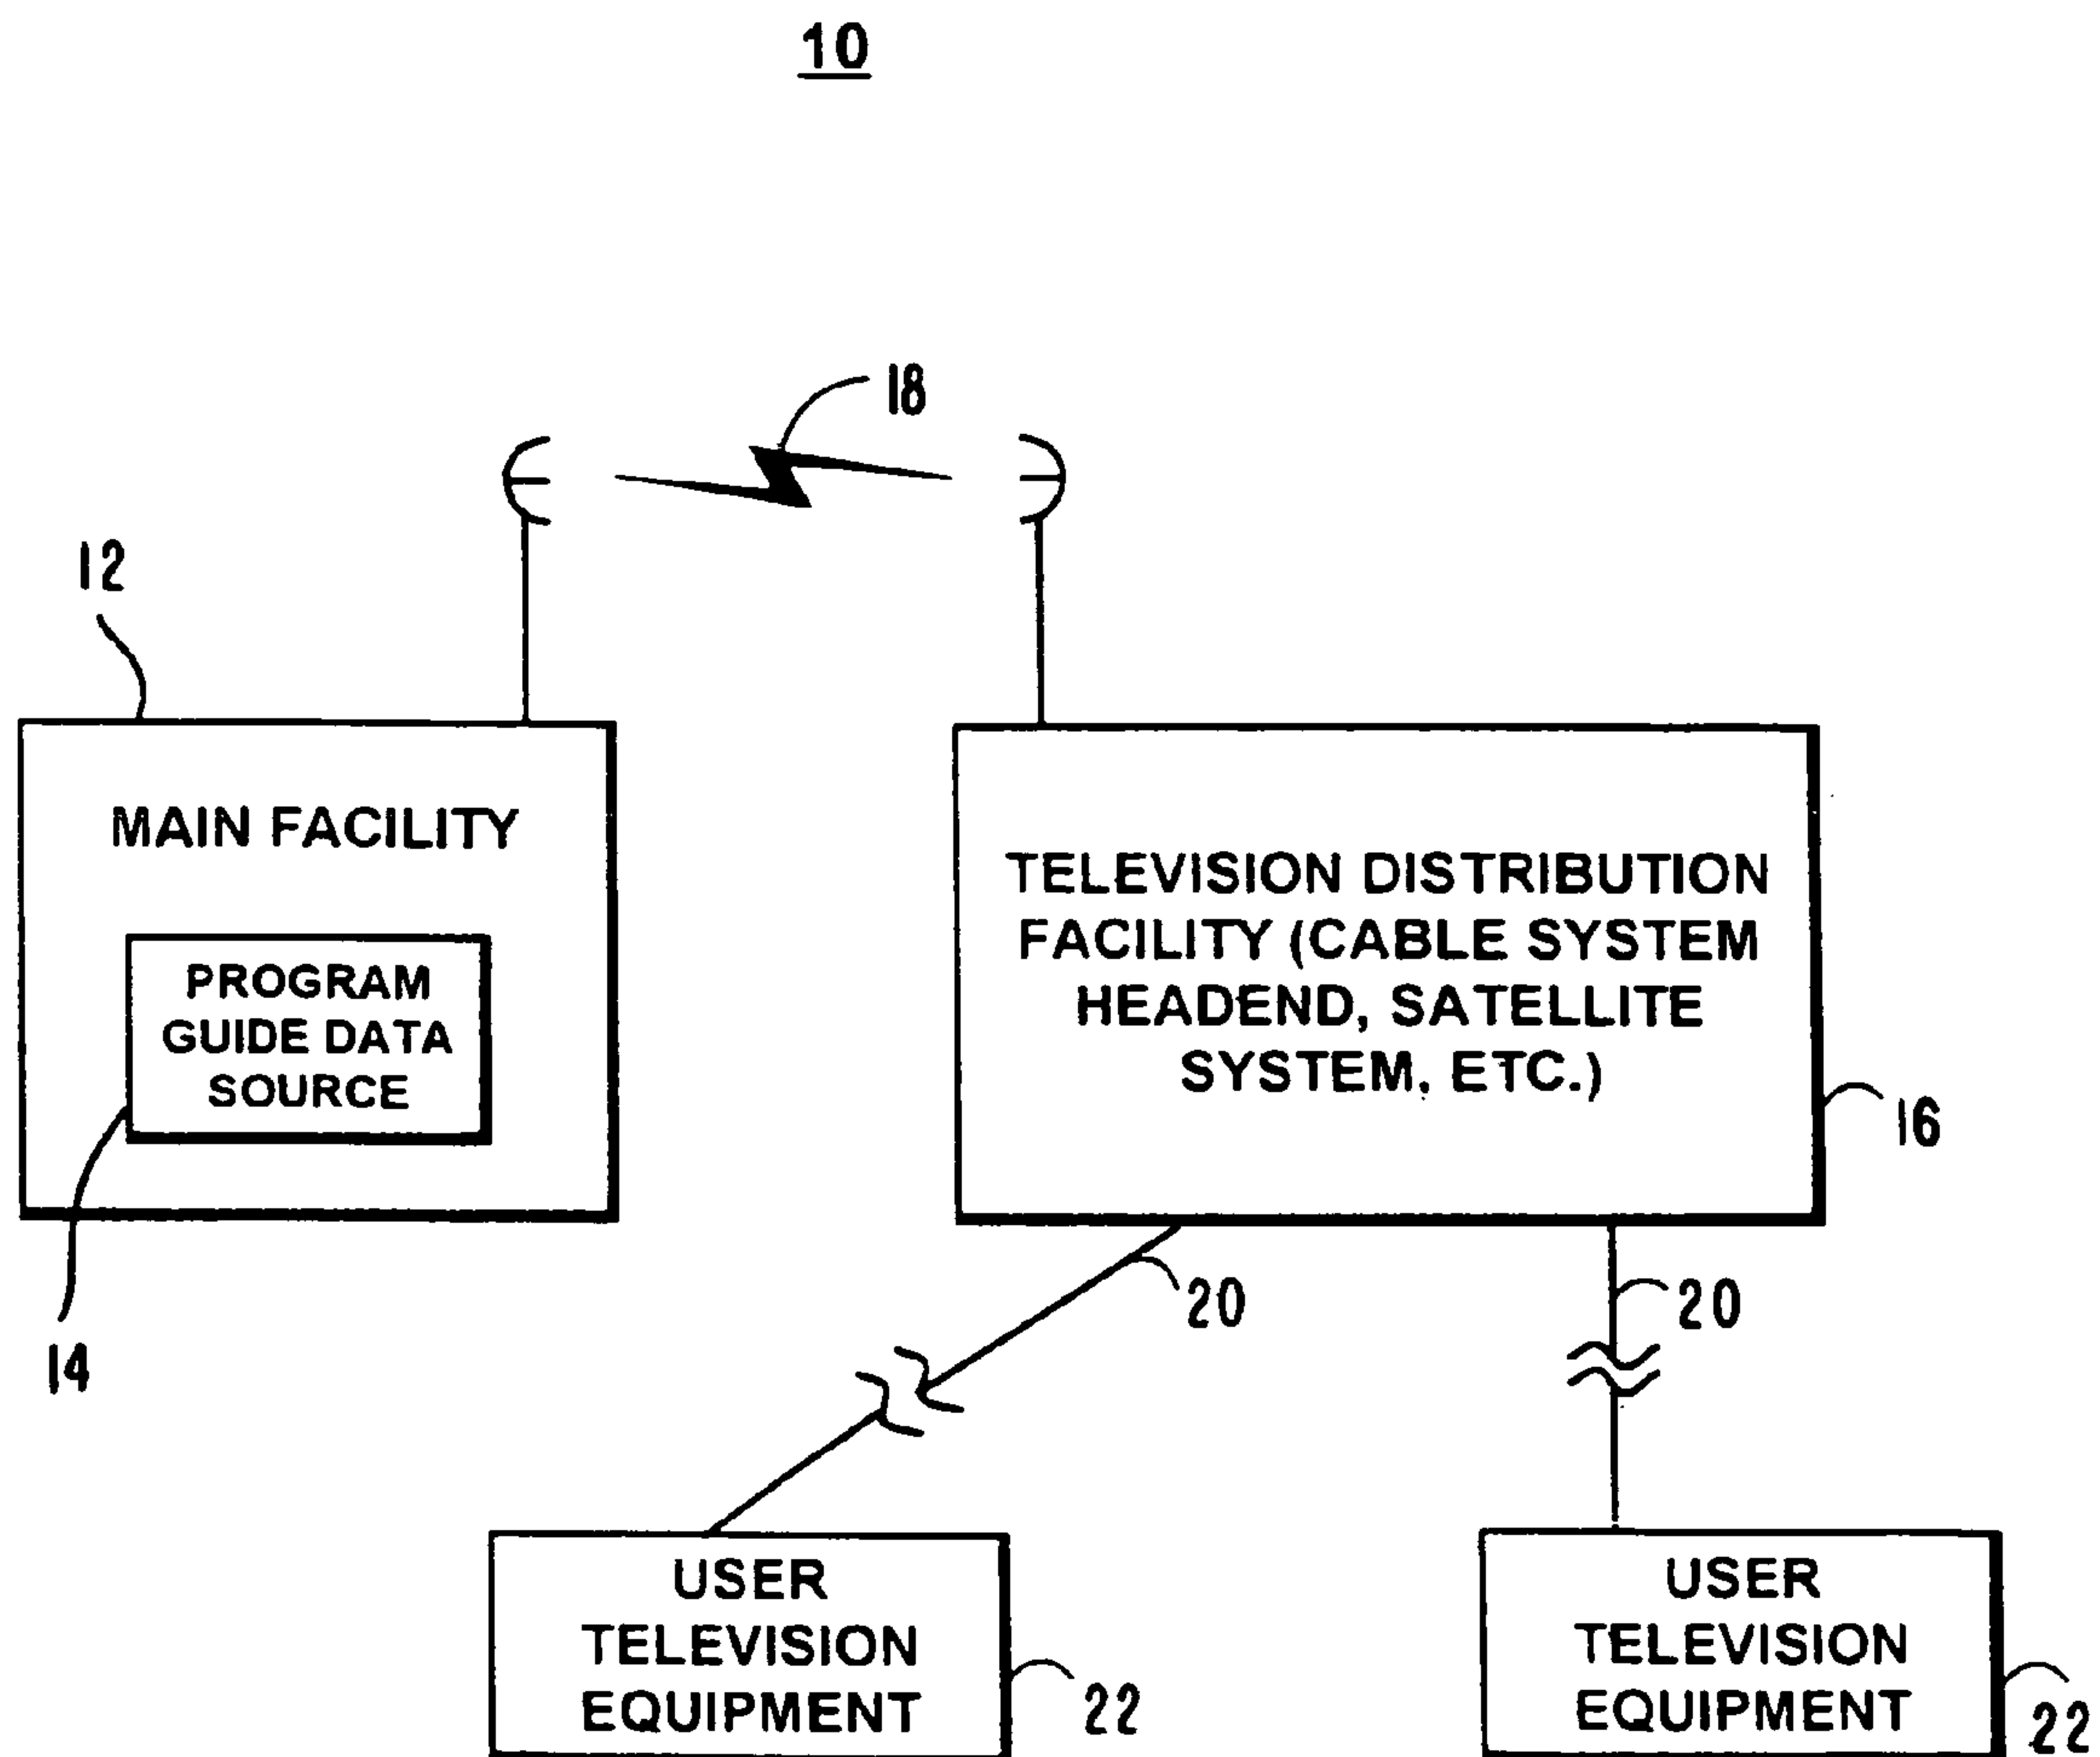 10
18
12
MAIN FACILITY
PROGRAM
GUIDE DATA
SOURCE
14
TELEVISION DISTRIBUTION
FACILITY (CABLE SYSTEM
HEADEND, SATELLITE
SYSTEM, ETC.)
16
20
20
USER
TELEVISION
EQUIPMENT
22
USER
TELEVISION
EQUIPMENT
22